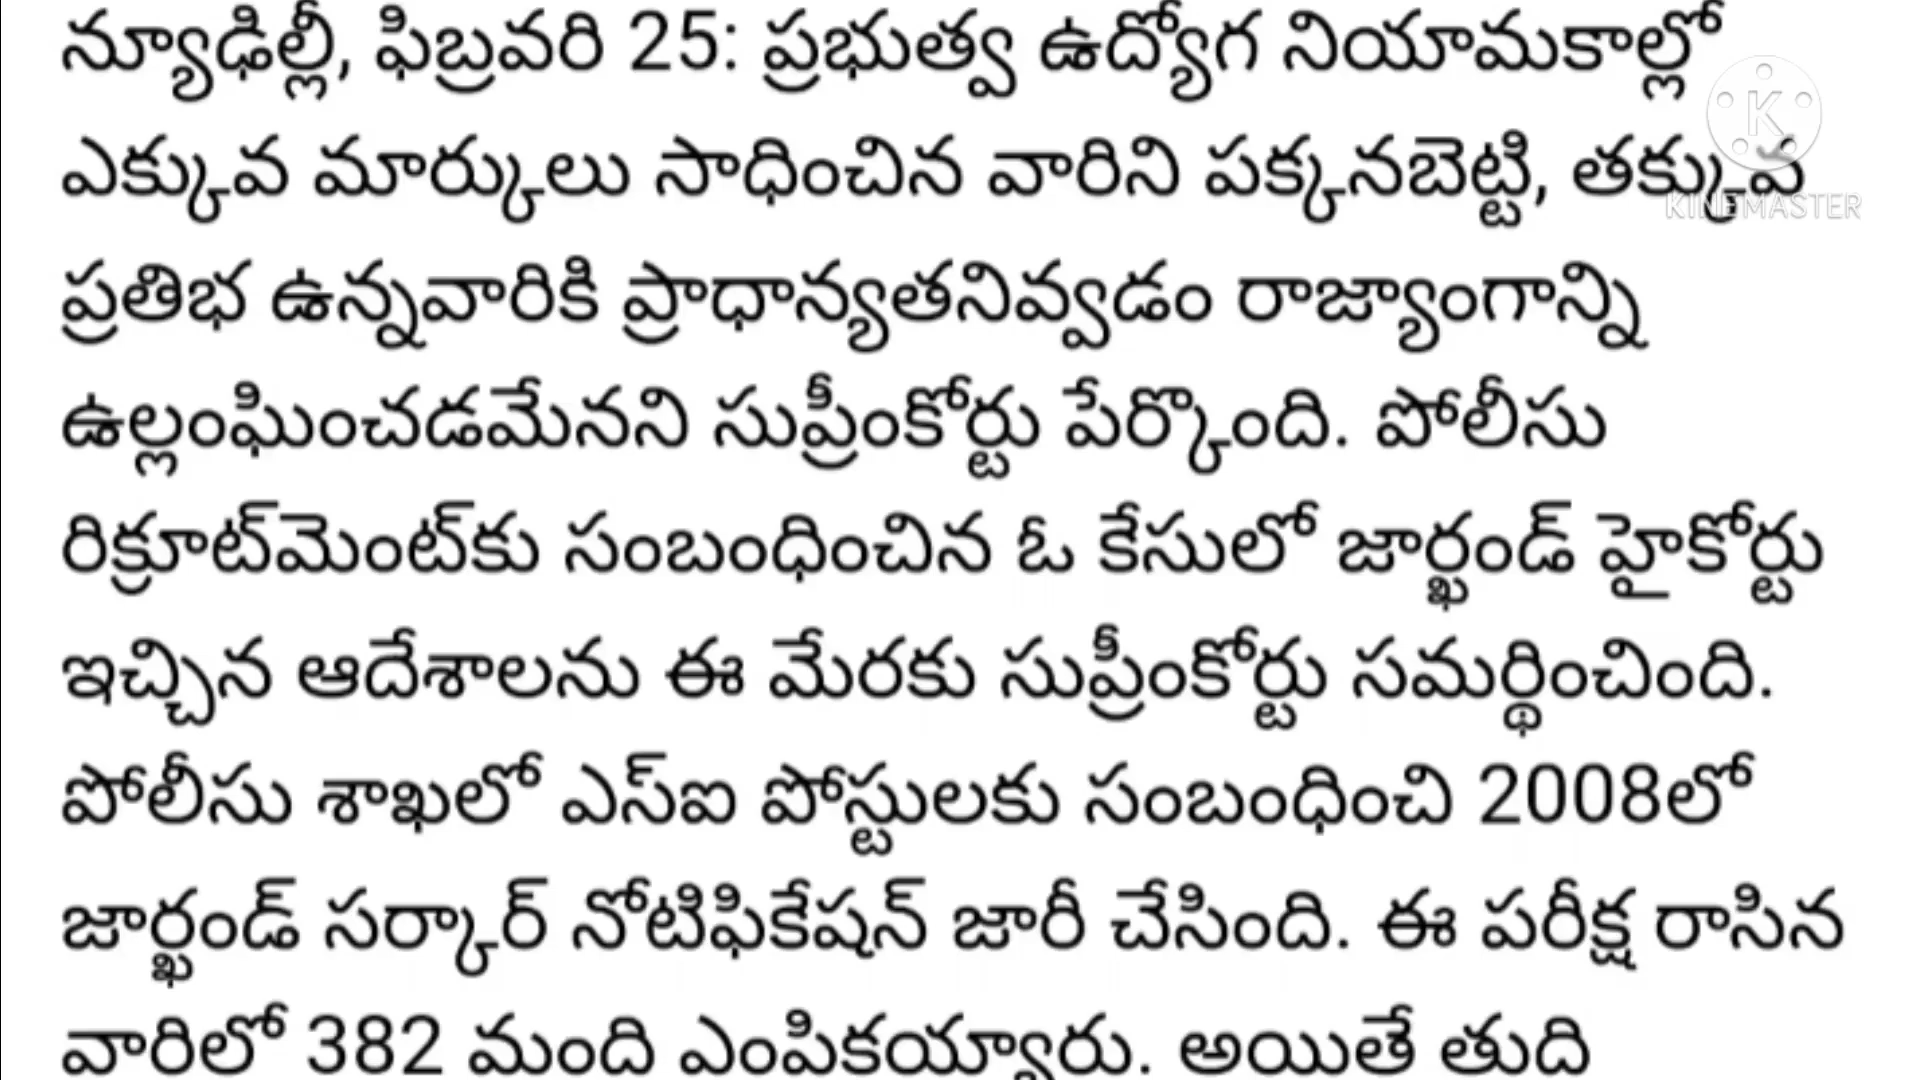 న్యూఢిల్లీ, ఫిబ్రవరి 25: ప్రభుత్వ ఉద్యోగ నియామకాల్లో
ఎక్కువ మార్కులు సాధించిన వారిని పక్కనబెట్టి, తక్కువ
ప్రతిభ ఉన్నవారికి ప్రాధాన్యతనివ్వడం రాజ్యాంగాన్ని
ఉల్లంఘించడమేనని సుప్రీంకోర్టు పేర్కొంది. పోలీసు
రిక్రూట్‌మెంట్‌కు సంబంధించిన ఓ కేసులో జార్ఖండ్ హైకోర్టు
ఇచ్చిన ఆదేశాలను ఈ మేరకు సుప్రీంకోర్టు సమర్థించింది.
పోలీసు శాఖలో ఎస్ఐ పోస్టులకు సంబంధించి 2008లో
జార్ఖండ్ సర్కార్ నోటిఫికేషన్ జారీ చేసింది. ఈ పరీక్ష రాసిన
వారిలో 382 మంది ఎంపికయ్యారు. అయితే తుది
K
KINEMASTER